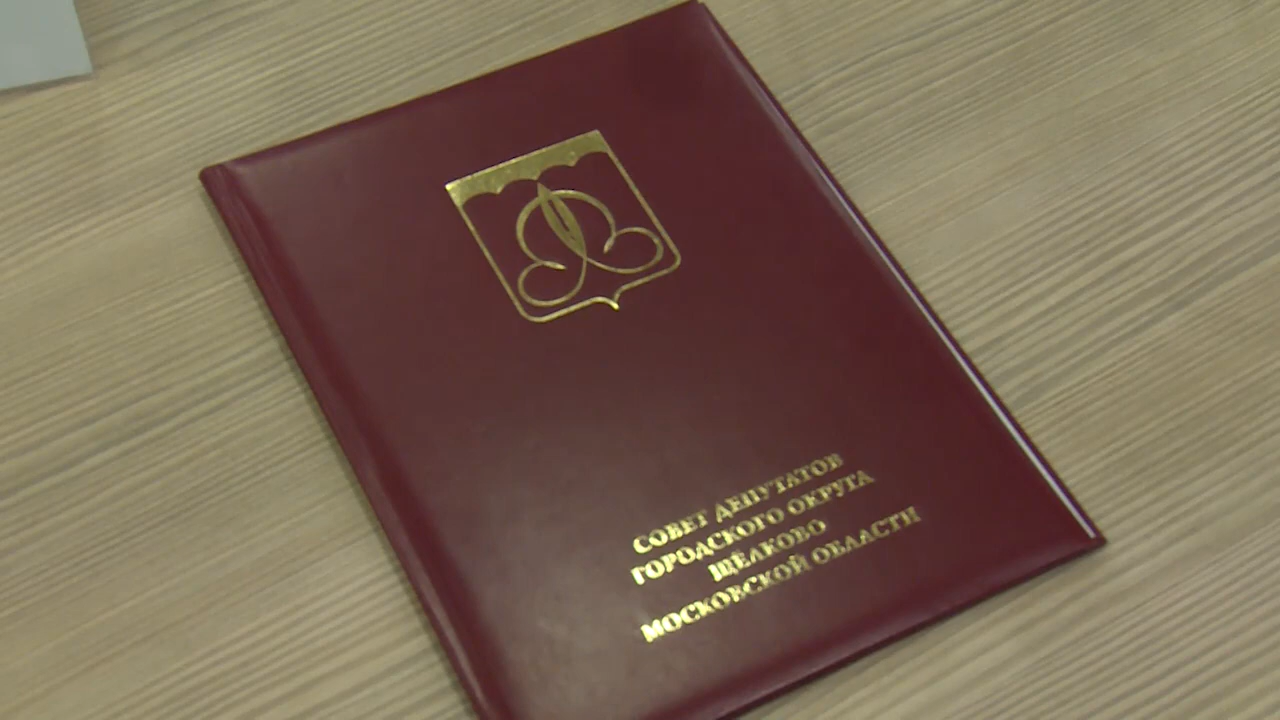 СОВЕТ ДЕПУТАТОВ
ГОРОДСКОГО ОКРУГА
ЩЁЛКОВО
МОСКОВСКОЙ ОБЛАСТИ